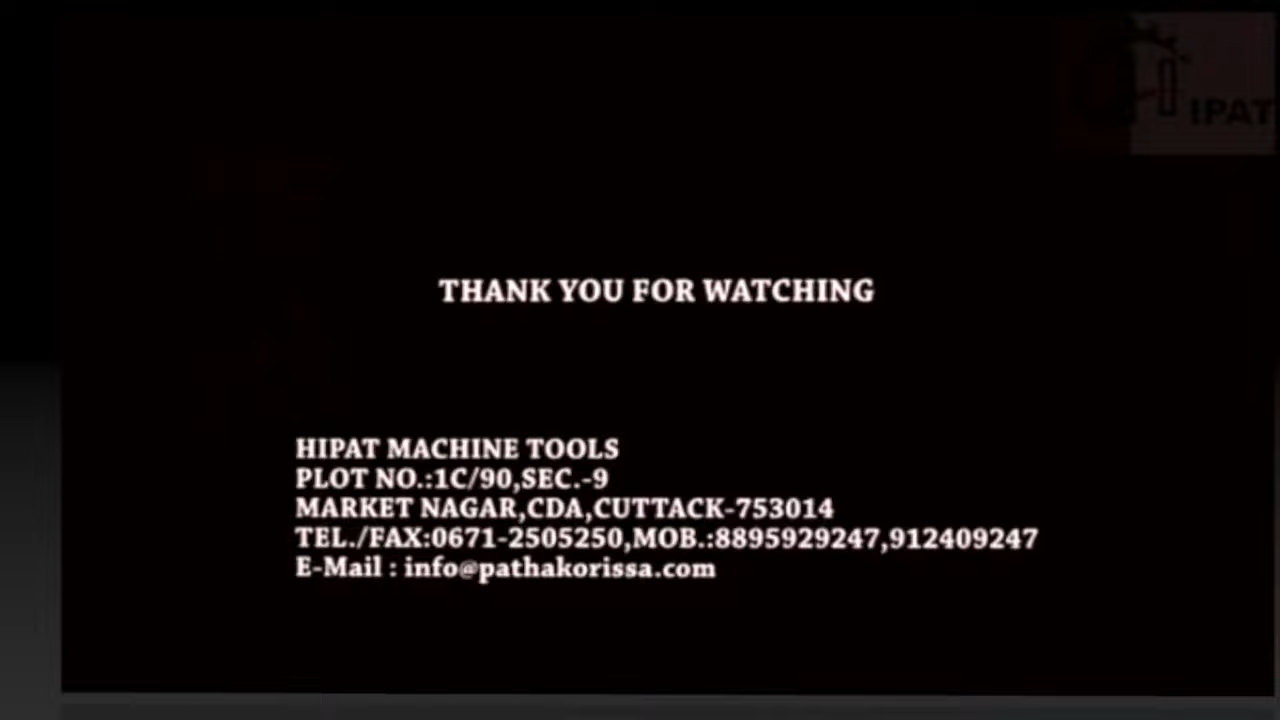 HIPAT
THANK YOU FOR WATCHING
HIPAT MACHINE TOOLS
PLOT NO.:1C/90,SEC.-9
MARKET NAGAR,CDA,CUTTACK-753014
TEL./FAX:0671-2505250,MOB.:8895929247,912409247
E-Mail : info@pathakorissa.com